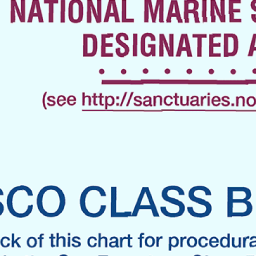 NATIONAL MARINE S
DESIGNATED A
(see http://sanctuaries.no
SCO CLASS B
ck of this chart for procedura